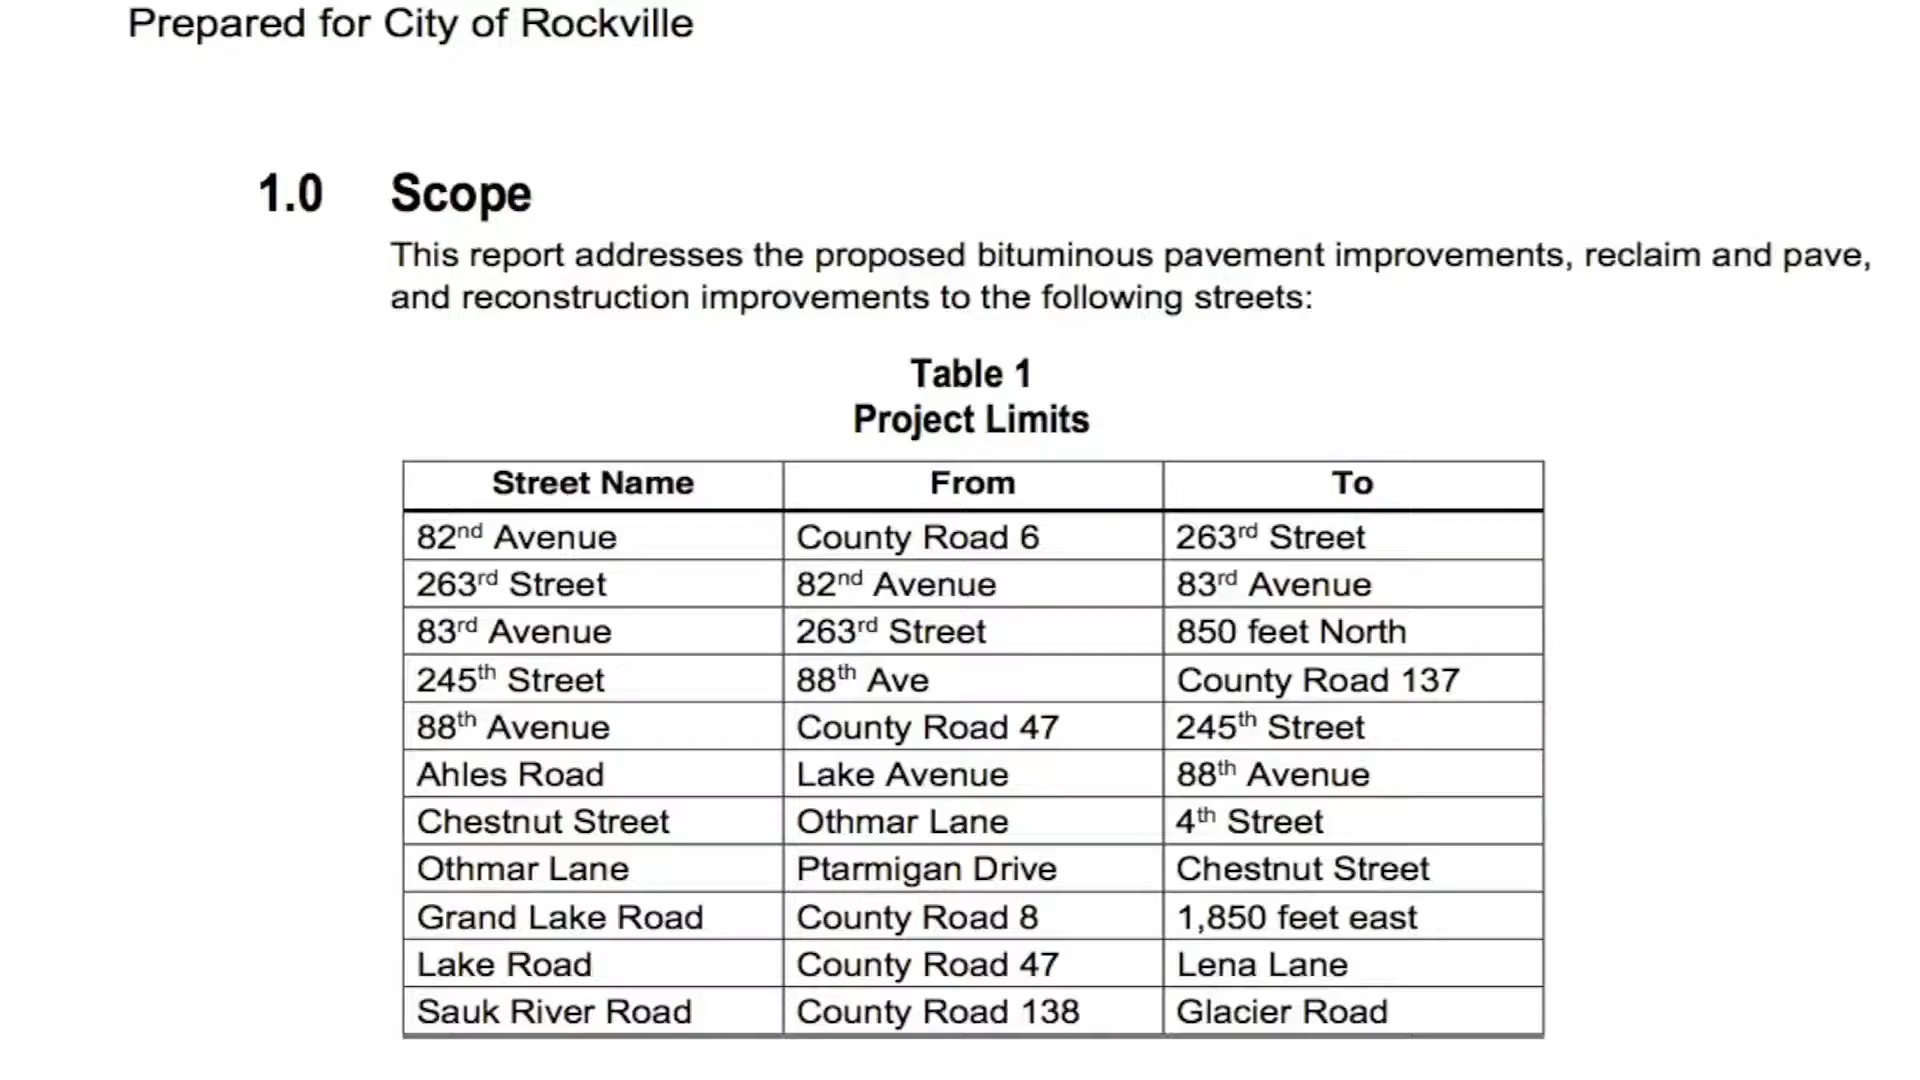 Prepared for City of Rockville
1.0 Scope
This report addresses the proposed bituminous pavement improvements, reclaim and pave,
and reconstruction improvements to the following streets:
Table 1
Project Limits
Street Name From To
82nd Avenue County Road 6 263rd Street
263rd Street 82nd Avenue 83rd Avenue
83rd Avenue 263rd Street 850 feet North
245th Street 88th Ave County Road 137
88th Avenue County Road 47 245th Street
Ahles Road Lake Avenue 88th Avenue
Chestnut Street Othmar Lane 4th Street
Othmar Lane Ptarmigan Drive Chestnut Street
Grand Lake Road County Road 8 1,850 feet east
Lake Road County Road 47 Lena Lane
Sauk River Road County Road 138 Glacier Road